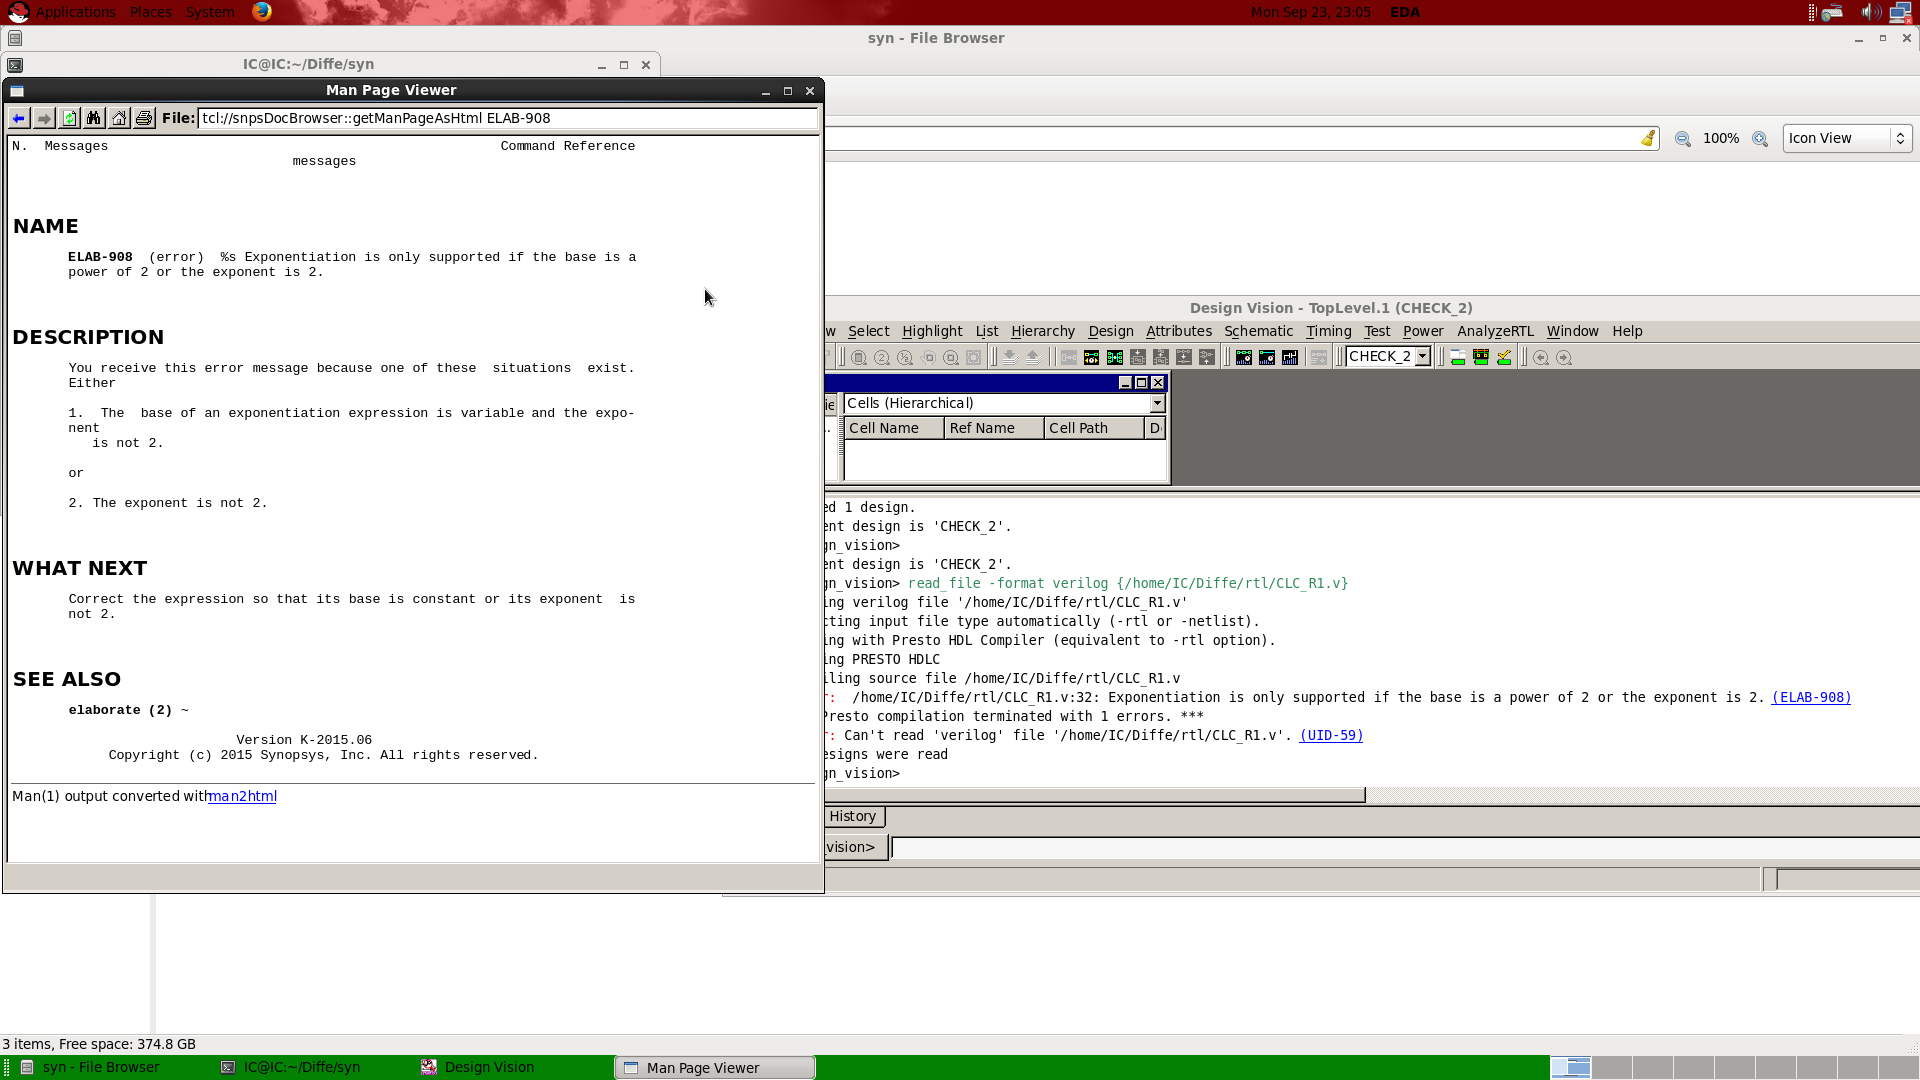 Applications Places System Mon Sep 23, 23:05 EDA
syn - File Browser
IC@IC:~/Diffe/syn
Man Page Viewer
File: tcl://snpsDocBrowser::getManPageAsHtml ELAB-908
N. Messages Command Reference
messages
NAME
ELAB-908 (error) %s Exponentiation is only supported if the base is a
power of 2 or the exponent is 2.
DESCRIPTION
You receive this error message because one of these situations exist.
Either
1. The base of an exponentiation expression is variable and the expo-
nent
is not 2.
or
2. The exponent is not 2.
WHAT NEXT
Correct the expression so that its base is constant or its exponent is
not 2.
SEE ALSO
elaborate (2) ~
Version K-2015.06
Copyright (c) 2015 Synopsys, Inc. All rights reserved.
Man(1) output converted with man2html
100% Icon View
Design Vision - TopLevel.1 (CHECK_2)
w Select Highlight List Hierarchy Design Attributes Schematic Timing Test Power AnalyzeRTL Window Help
CHECK_2
Cells (Hierarchical)
Cell Name Ref Name Cell Path D
ed 1 design.
ent design is 'CHECK_2'.
gn_vision>
ent design is 'CHECK_2'.
gn_vision> read_file -format verilog {/home/IC/Diffe/rtl/CLC_R1.v}
ing verilog file '/home/IC/Diffe/rtl/CLC_R1.v'
cting input file type automatically (-rtl or -netlist).
ing with Presto HDL Compiler (equivalent to -rtl option).
ing PRESTO HDLC
iling source file /home/IC/Diffe/rtl/CLC_R1.v
r: /home/IC/Diffe/rtl/CLC_R1.v:32: Exponentiation is only supported if the base is a power of 2 or the exponent is 2. (ELAB-908)
Presto compilation terminated with 1 errors. ***
r: Can't read 'verilog' file '/home/IC/Diffe/rtl/CLC_R1.v'. (UID-59)
esigns were read
gn_vision>
History
vision>
3 items, Free space: 374.8 GB
syn - File Browser IC@IC:~/Diffe/syn Design Vision Man Page Viewer